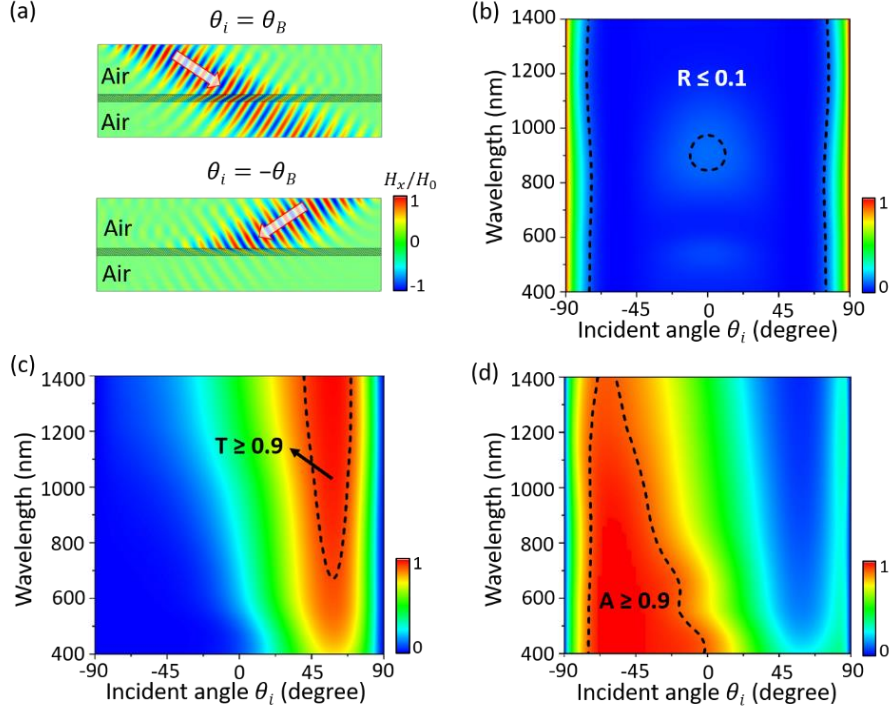 (a)
θi = θB
Air
Air
θi = −θB
Hx/H0
Air
Air
1
0
-1
(b)
R ≤ 0.1
Wavelength (nm)
1400
1200
1000
800
600
400
-90 -45 0 45 90
Incident angle θi (degree)
1
0
(c)
T ≥ 0.9
Wavelength (nm)
1400
1200
1000
800
600
400
-90 -45 0 45 90
Incident angle θi (degree)
1
0
(d)
A ≥ 0.9
Wavelength (nm)
1400
1200
1000
800
600
400
-90 -45 0 45 90
Incident angle θi (degree)
1
0